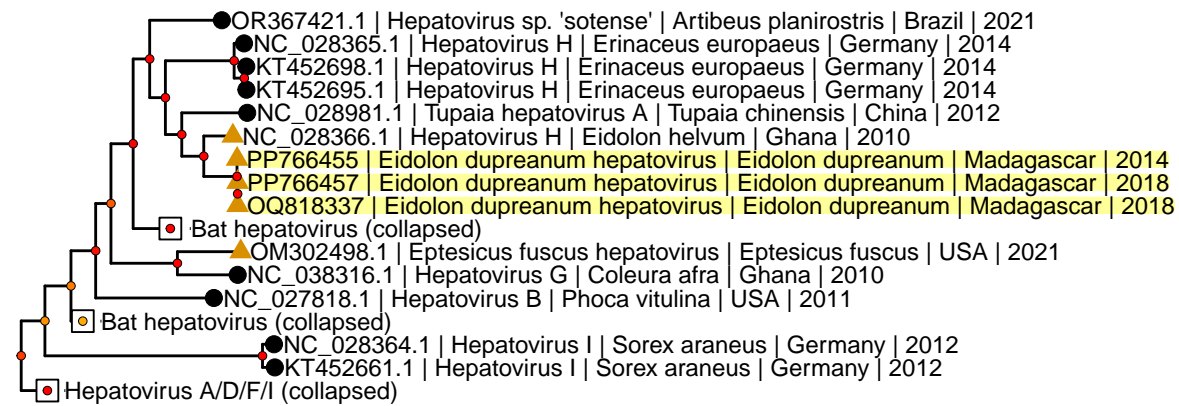 OR367421.1 | Hepatovirus sp. 'sotense' | Artibeus planirostris | Brazil | 2021
NC_028365.1 | Hepatovirus H | Erinaceus europaeus | Germany | 2014
KT452698.1 | Hepatovirus H | Erinaceus europaeus | Germany | 2014
KT452695.1 | Hepatovirus H | Erinaceus europaeus | Germany | 2014
NC_028981.1 | Tupaia hepatovirus A | Tupaia chinensis | China | 2012
NC_028366.1 | Hepatovirus H | Eidolon helvum | Ghana | 2010
PP766455 | Eidolon dupreanum hepatovirus | Eidolon dupreanum | Madagascar | 2014
PP766457 | Eidolon dupreanum hepatovirus | Eidolon dupreanum | Madagascar | 2018
OQ818337 | Eidolon dupreanum hepatovirus | Eidolon dupreanum | Madagascar | 2018
Bat hepatovirus (collapsed)
OM302498.1 | Eptesicus fuscus hepatovirus | Eptesicus fuscus | USA | 2021
NC_038316.1 | Hepatovirus G | Coleura afra | Ghana | 2010
NC_027818.1 | Hepatovirus B | Phoca vitulina | USA | 2011
Bat hepatovirus (collapsed)
NC_028364.1 | Hepatovirus I | Sorex araneus | Germany | 2012
KT452661.1 | Hepatovirus I | Sorex araneus | Germany | 2012
Hepatovirus A/D/F/I (collapsed)